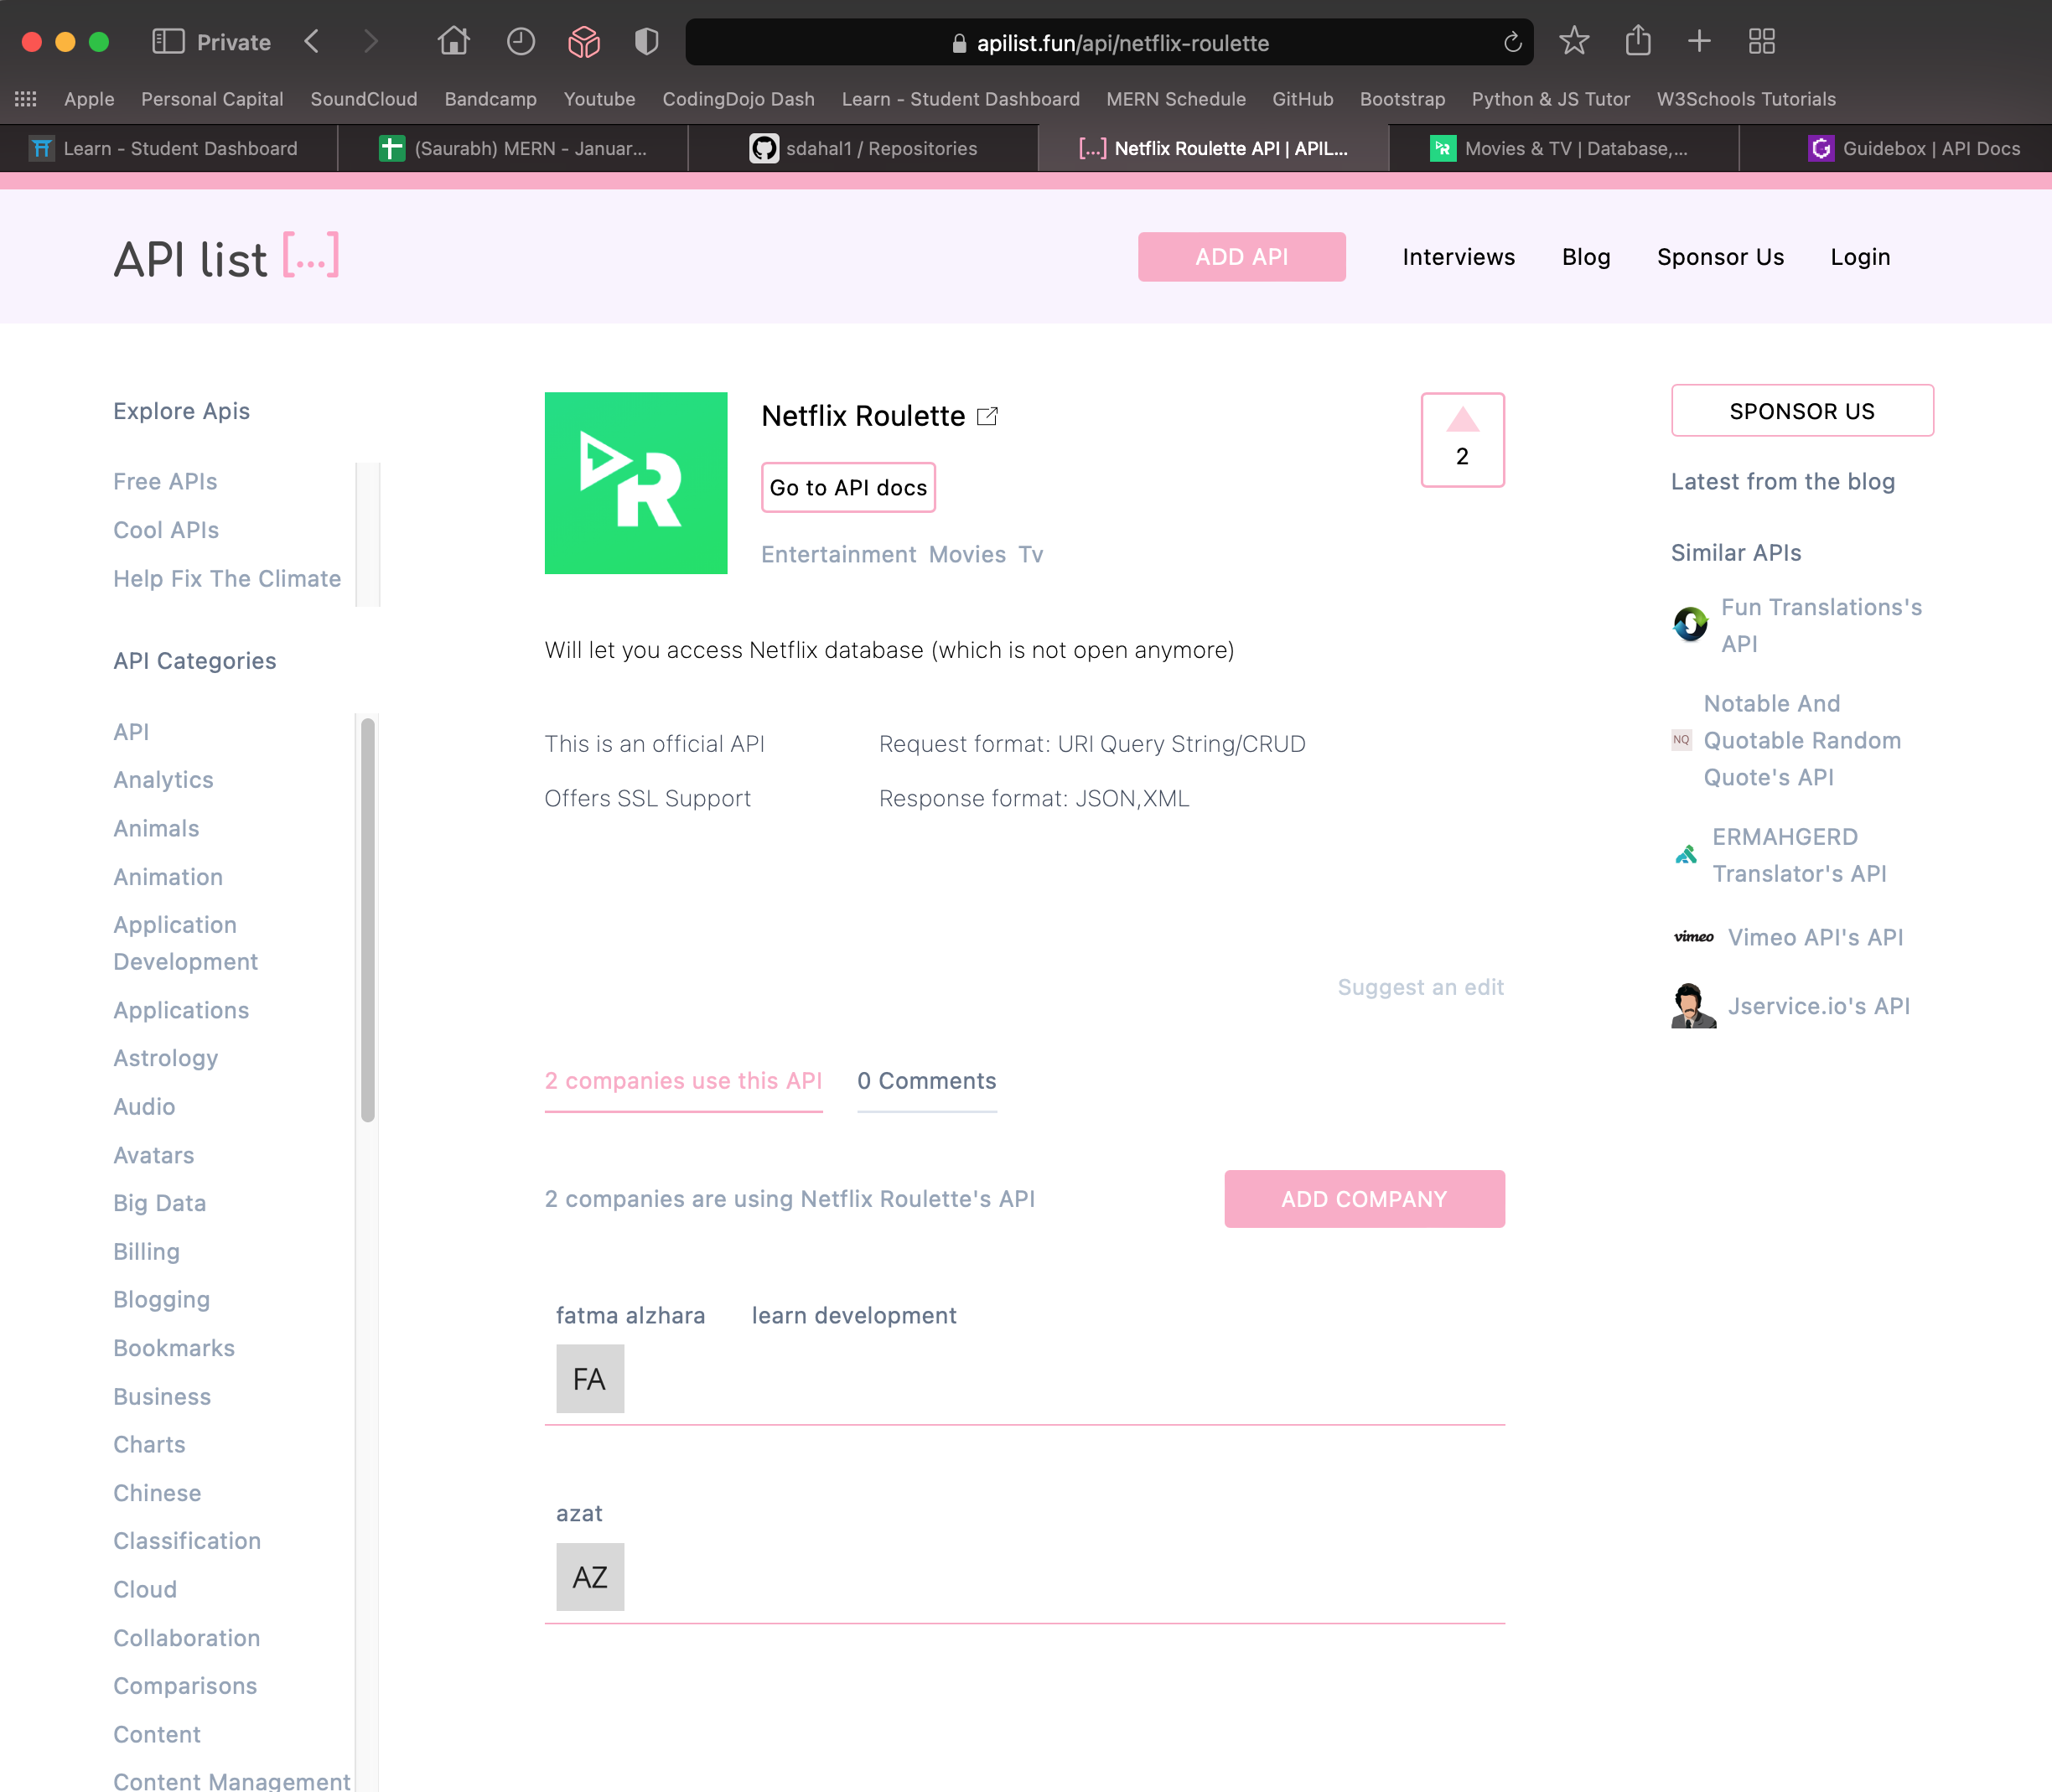 Private
apilist.fun/api/netflix-roulette
Apple Personal Capital SoundCloud Bandcamp Youtube CodingDojo Dash Learn - Student Dashboard MERN Schedule GitHub Bootstrap Python & JS Tutor W3Schools Tutorials
Learn - Student Dashboard
(Saurabh) MERN - Januar...
sdahal1 / Repositories
[...] Netflix Roulette API | APIL...
Movies & TV | Database,...
Guidebox | API Docs
API list [...]
ADD API
Interviews
Blog
Sponsor Us
Login
Explore Apis
Free APIs
Cool APIs
Help Fix The Climate
API Categories
API
Analytics
Animals
Animation
Application
Development
Applications
Astrology
Audio
Avatars
Big Data
Billing
Blogging
Bookmarks
Business
Charts
Chinese
Classification
Cloud
Collaboration
Comparisons
Content
Content Management
R
Netflix Roulette
Go to API docs
Entertainment Movies Tv
2
Will let you access Netflix database (which is not open anymore)
This is an official API
Request format: URI Query String/CRUD
Offers SSL Support
Response format: JSON,XML
Suggest an edit
2 companies use this API
0 Comments
2 companies are using Netflix Roulette's API
ADD COMPANY
fatma alzhara
learn development
FA
azat
AZ
SPONSOR US
Latest from the blog
Similar APIs
Fun Translations's
API
NQ
Notable And
Quotable Random
Quote's API
ERMAHGERD
Translator's API
vimeo
Vimeo API's API
Jservice.io's API